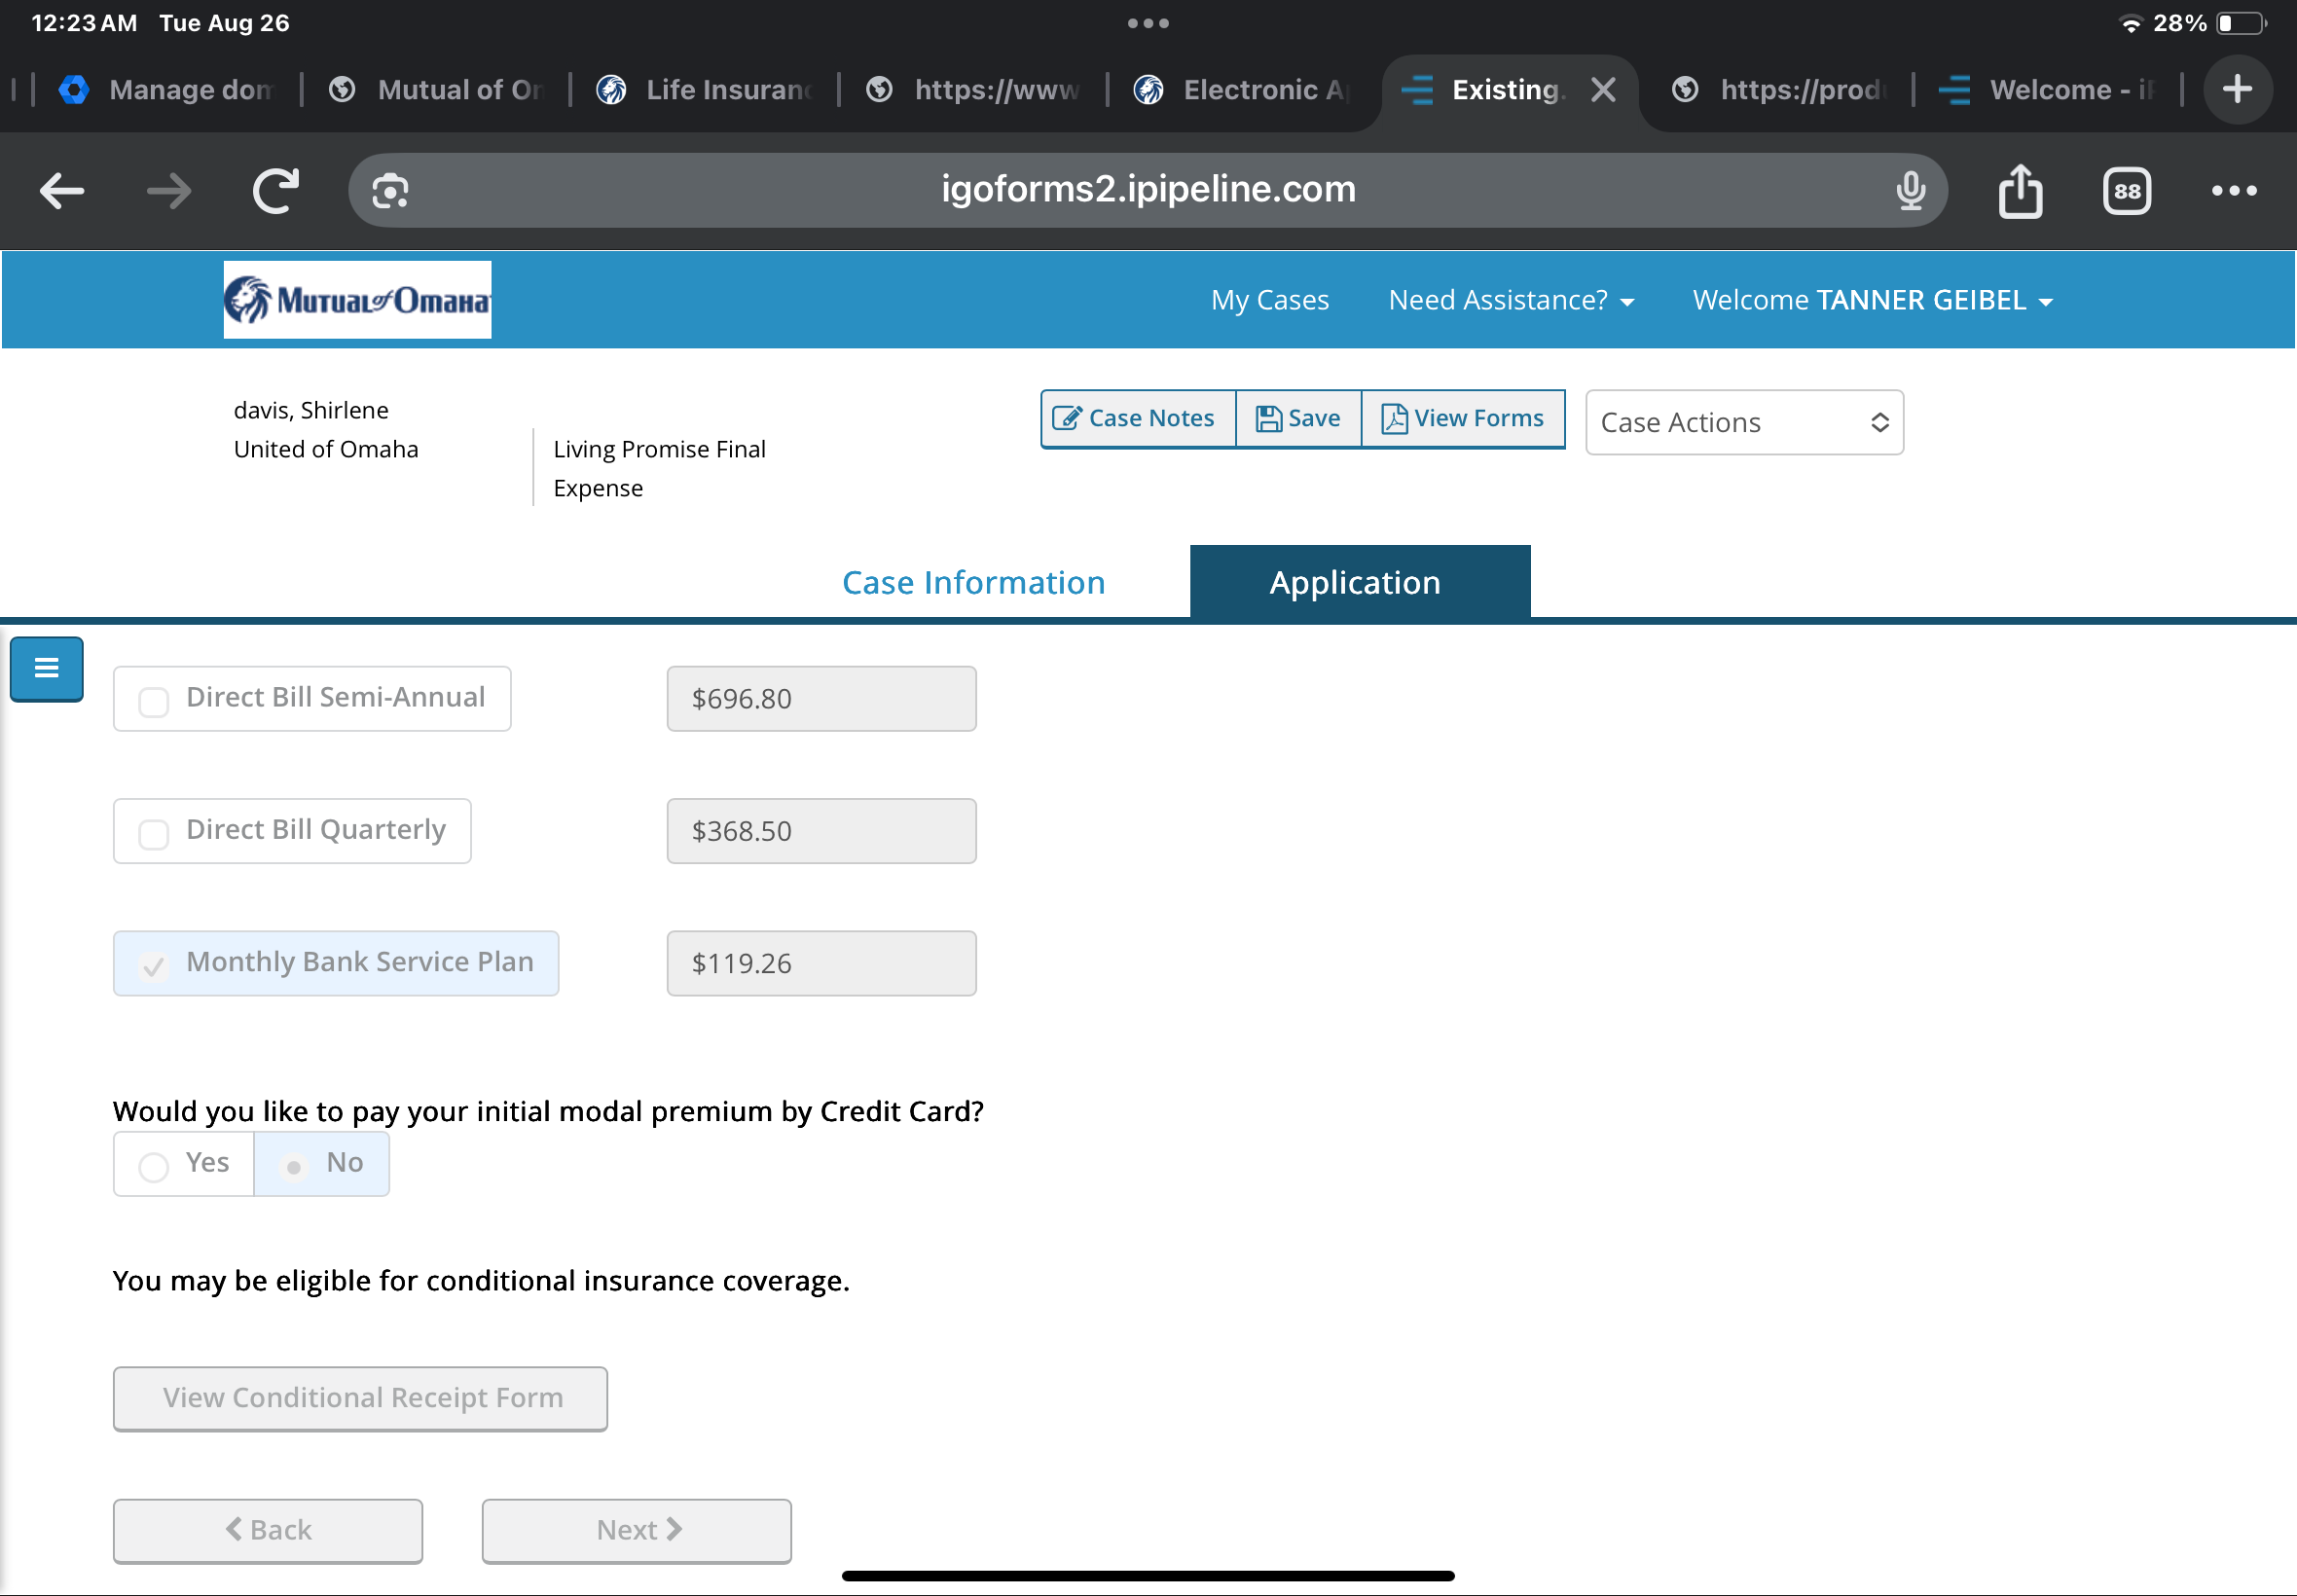 12:23 AM Tue Aug 26
28%
Manage dom
Mutual of Om
Life Insuranc
https://www
Electronic A
Existing.
https://prod
Welcome - i
igoforms2.ipipeline.com
88
Mutual of Omaha
My Cases
Need Assistance?
Welcome TANNER GEIBEL
davis, Shirlene
United of Omaha
Living Promise Final
Expense
Case Notes
Save
View Forms
Case Actions
Case Information
Application
Direct Bill Semi-Annual
$696.80
Direct Bill Quarterly
$368.50
Monthly Bank Service Plan
$119.26
Would you like to pay your initial modal premium by Credit Card?
Yes
No
You may be eligible for conditional insurance coverage.
View Conditional Receipt Form
Back
Next